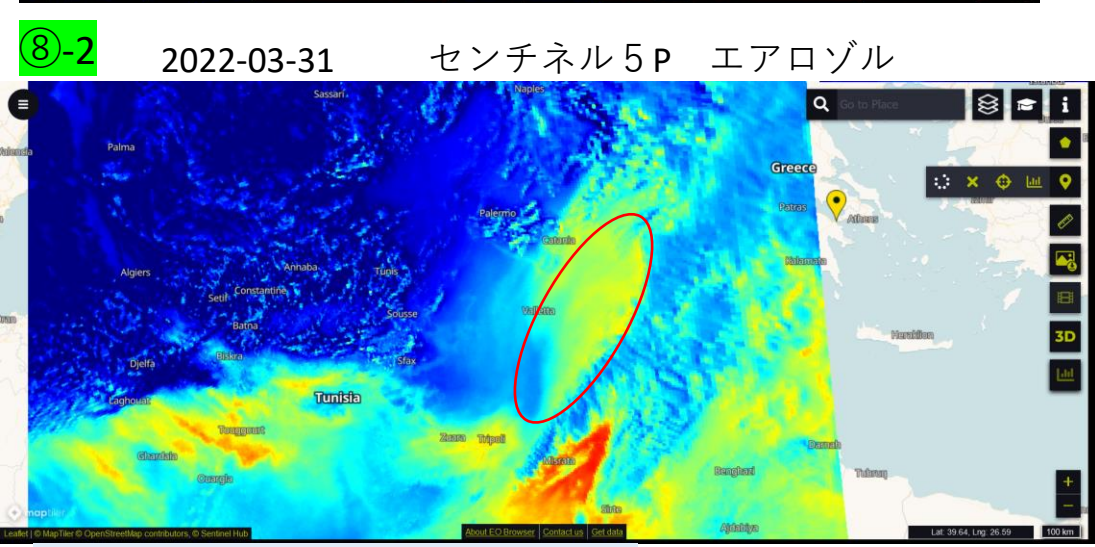 ⑧-2 2022-03-31 センチネル５P エアロゾル
Go to Place
Sassari
Naples
Palma
Greece
Palermo
Patras
Athens
Catania
Algiers
Annaba
Tunis
Kalamata
Setif
Constantine
Sousse
Valletta
Batna
Heraklion
3D
Biskra
Sfax
Djelfa
Laghouat
Tunisia
Touggourt
Zuara
Tripoli
Ghardaia
Misrata
Darnah
Ouargla
Benghazi
Tubruq
Sirte
maptiler
Ajdabiya
Leaflet | © MapTiler © OpenStreetMap contributors, © Sentinel Hub
About EO Browser
Contact us
Get data
Lat: 39.64, Lng: 26.59
100 km